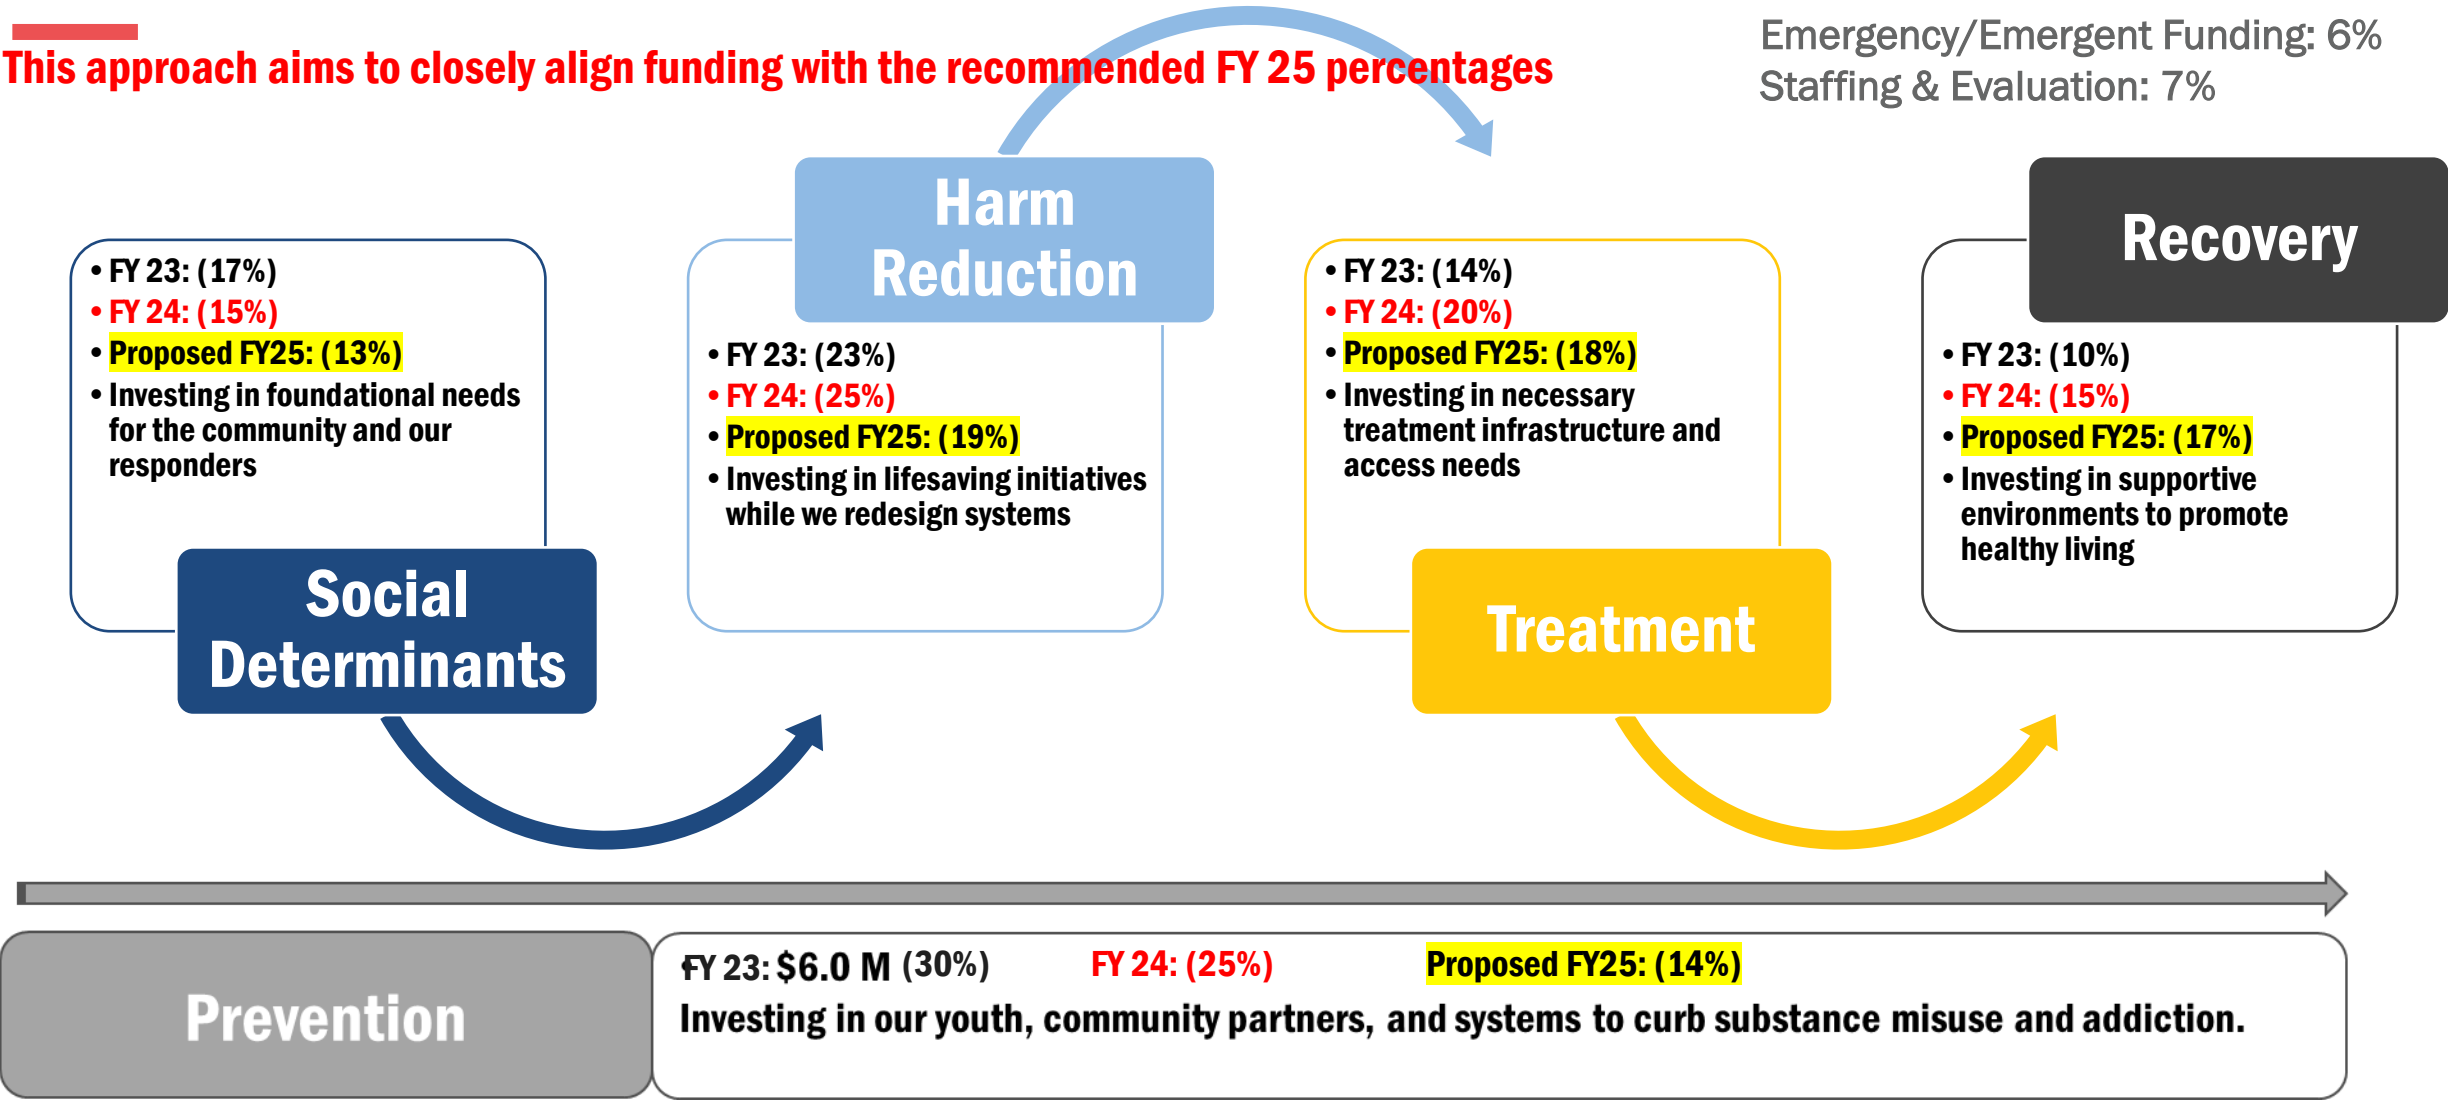 This approach aims to closely align funding with the recommended FY 25 percentages
Emergency/Emergent Funding: 6%
Staffing & Evaluation: 7%
• FY 23: (17%)
• FY 24: (15%)
• Proposed FY25: (13%)
• Investing in foundational needs
for the community and our
responders
Social
Determinants
Harm
Reduction
• FY 23: (23%)
• FY 24: (25%)
• Proposed FY25: (19%)
• Investing in lifesaving initiatives
while we redesign systems
• FY 23: (14%)
• FY 24: (20%)
• Proposed FY25: (18%)
• Investing in necessary
treatment infrastructure and
access needs
Treatment
Recovery
• FY 23: (10%)
• FY 24: (15%)
• Proposed FY25: (17%)
• Investing in supportive
environments to promote
healthy living
Prevention
FY 23: $6.0 M (30%) FY 24: (25%) Proposed FY25: (14%)
Investing in our youth, community partners, and systems to curb substance misuse and addiction.